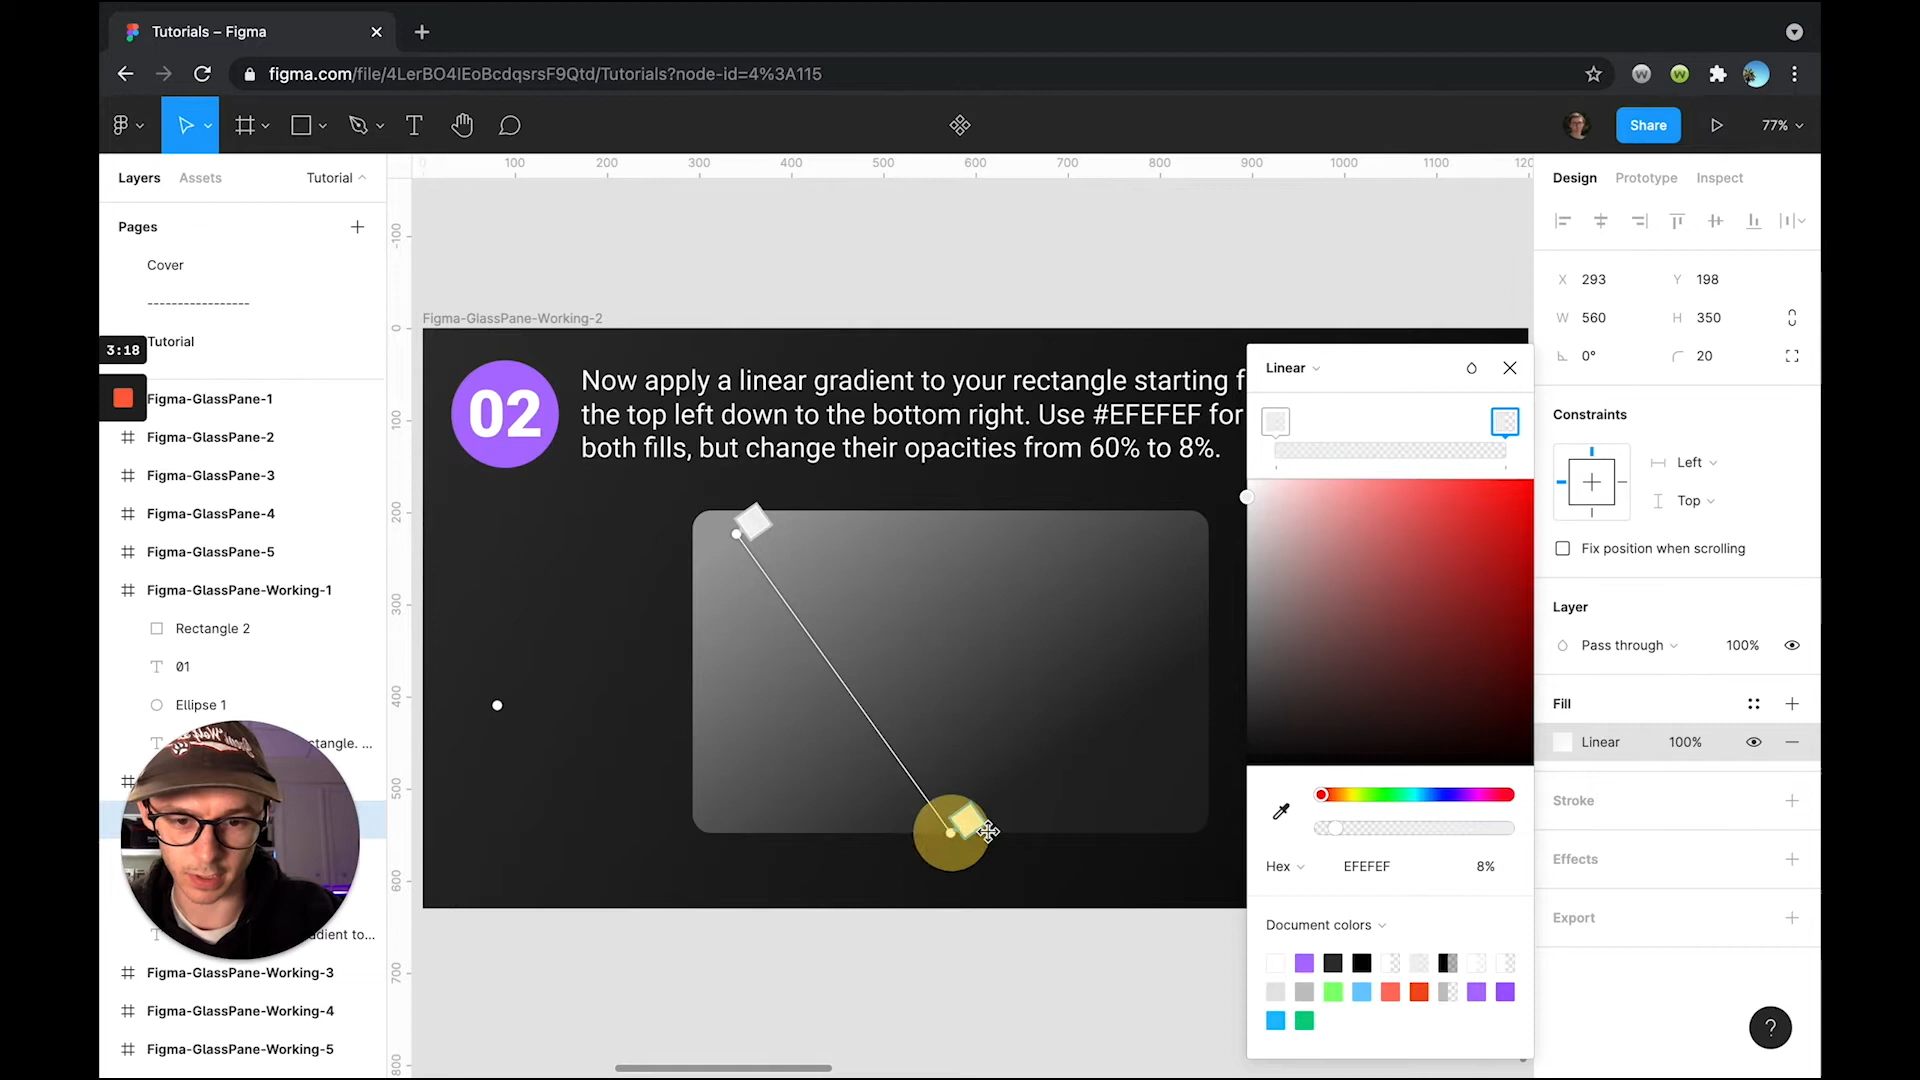 Tutorials – Figma
figma.com/file/4LerBO4IEoBcdqsrsF9Qtd/Tutorials?node-id=4%3A115
Share
77%
Layers
Assets
Tutorial
Pages
Cover
-----------------
Tutorial
3:18
Figma-GlassPane-1
Figma-GlassPane-2
Figma-GlassPane-3
Figma-GlassPane-4
Figma-GlassPane-5
Figma-GlassPane-Working-1
Rectangle 2
01
Ellipse 1
ctangle. ...
adient to...
Figma-GlassPane-Working-3
Figma-GlassPane-Working-4
Figma-GlassPane-Working-5
0 100 200 300 400 500 600 700 800 900 1000 1100 120
-100
0
100
200
300
400
500
600
700
800
Figma-GlassPane-Working-2
02
Now apply a linear gradient to your rectangle starting f
the top left down to the bottom right. Use #EFEFEF for
both fills, but change their opacities from 60% to 8%.
Linear
Hex
EFEFEF
8%
Document colors
Design
Prototype
Inspect
X 293
Y 198
W 560
H 350
0°
20
Constraints
Left
Top
Fix position when scrolling
Layer
Pass through
100%
Fill
Linear
100%
Stroke
Effects
Export
?